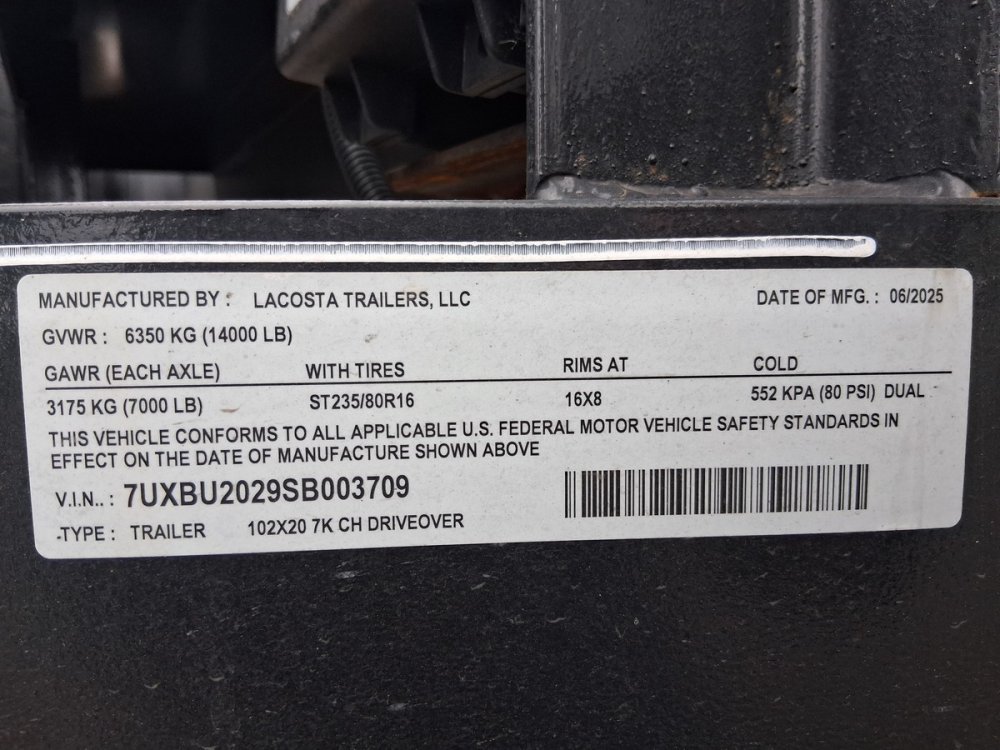 MANUFACTURED BY : LACOSTA TRAILERS, LLC DATE OF MFG. : 06/2025
GVWR : 6350 KG (14000 LB)
GAWR (EACH AXLE) WITH TIRES RIMS AT COLD
3175 KG (7000 LB) ST235/80R16 16X8 552 KPA (80 PSI) DUAL
THIS VEHICLE CONFORMS TO ALL APPLICABLE U.S. FEDERAL MOTOR VEHICLE SAFETY STANDARDS IN
EFFECT ON THE DATE OF MANUFACTURE SHOWN ABOVE
V.I.N.. : 7UXBU2029SB003709
TYPE : TRAILER 102X20 7K CH DRIVEOVER